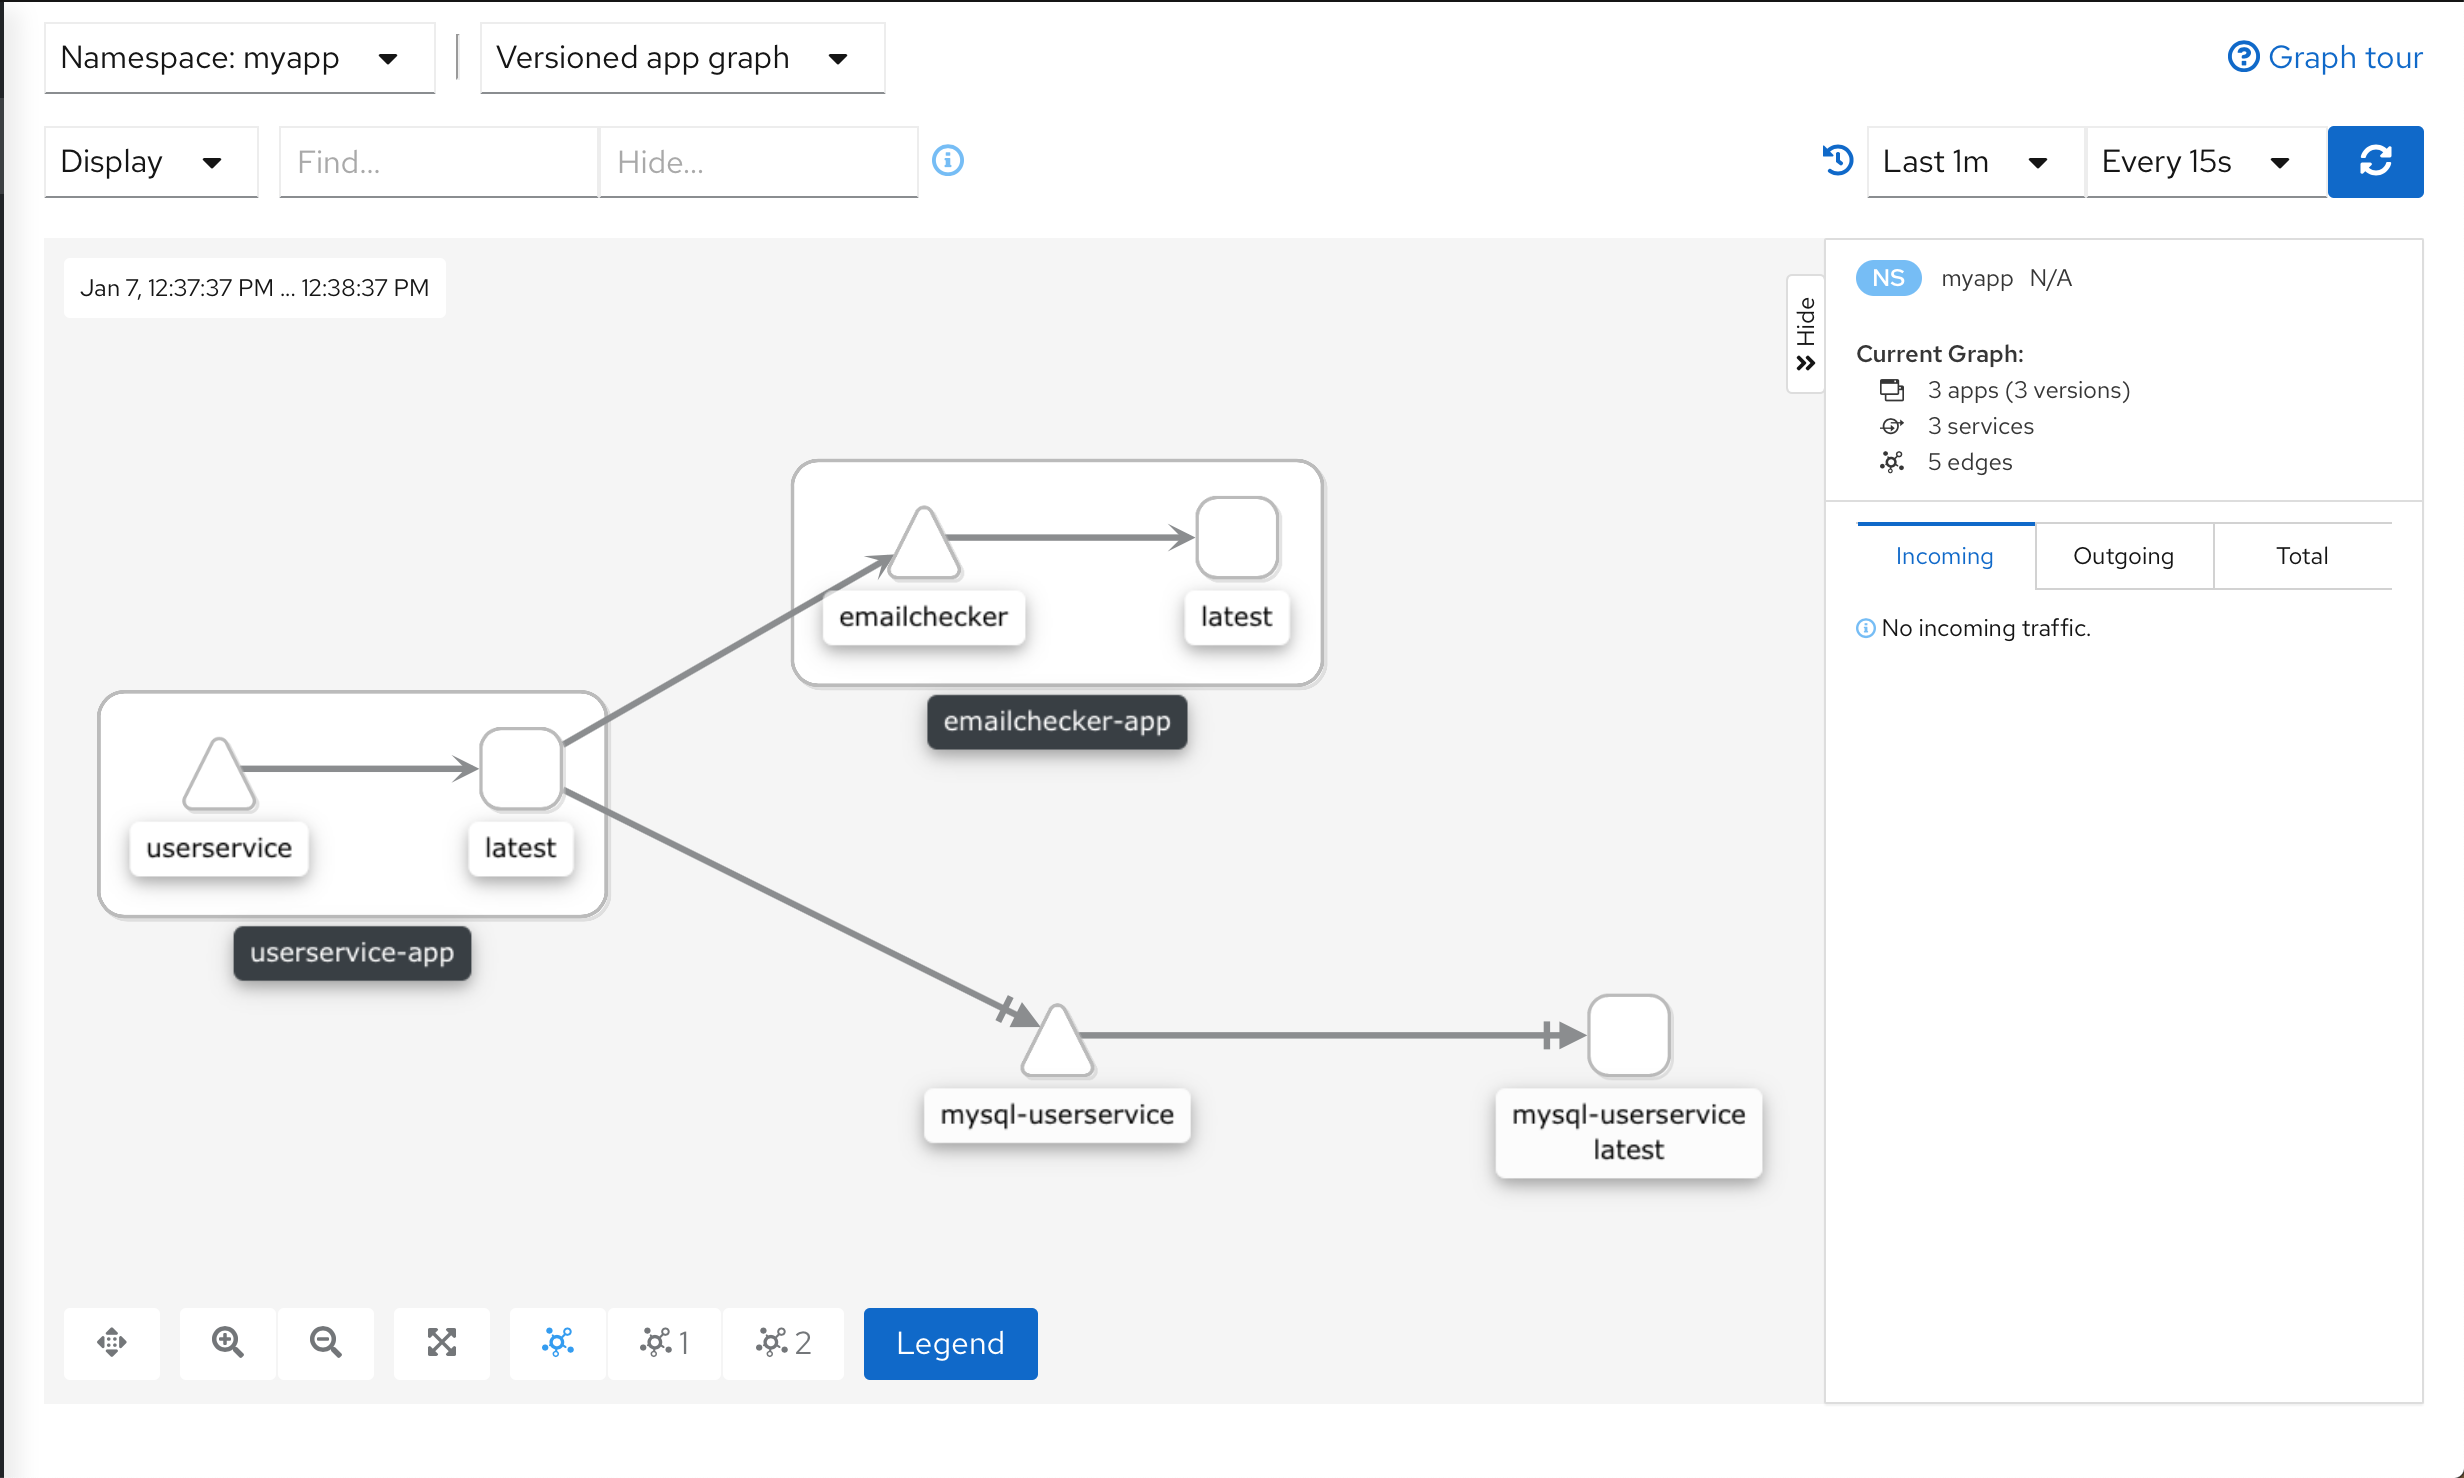 Namespace: myapp
Versioned app graph
Graph tour
Display
Find...
Hide...
Last 1m
Every 15s
Jan 7, 12:37:37 PM ... 12:38:37 PM
Hide
NS myapp N/A
Current Graph:
3 apps (3 versions)
3 services
5 edges
Incoming
Outgoing
Total
No incoming traffic.
emailchecker
latest
emailchecker-app
userservice
latest
userservice-app
mysql-userservice
mysql-userservice
latest
1
2
Legend